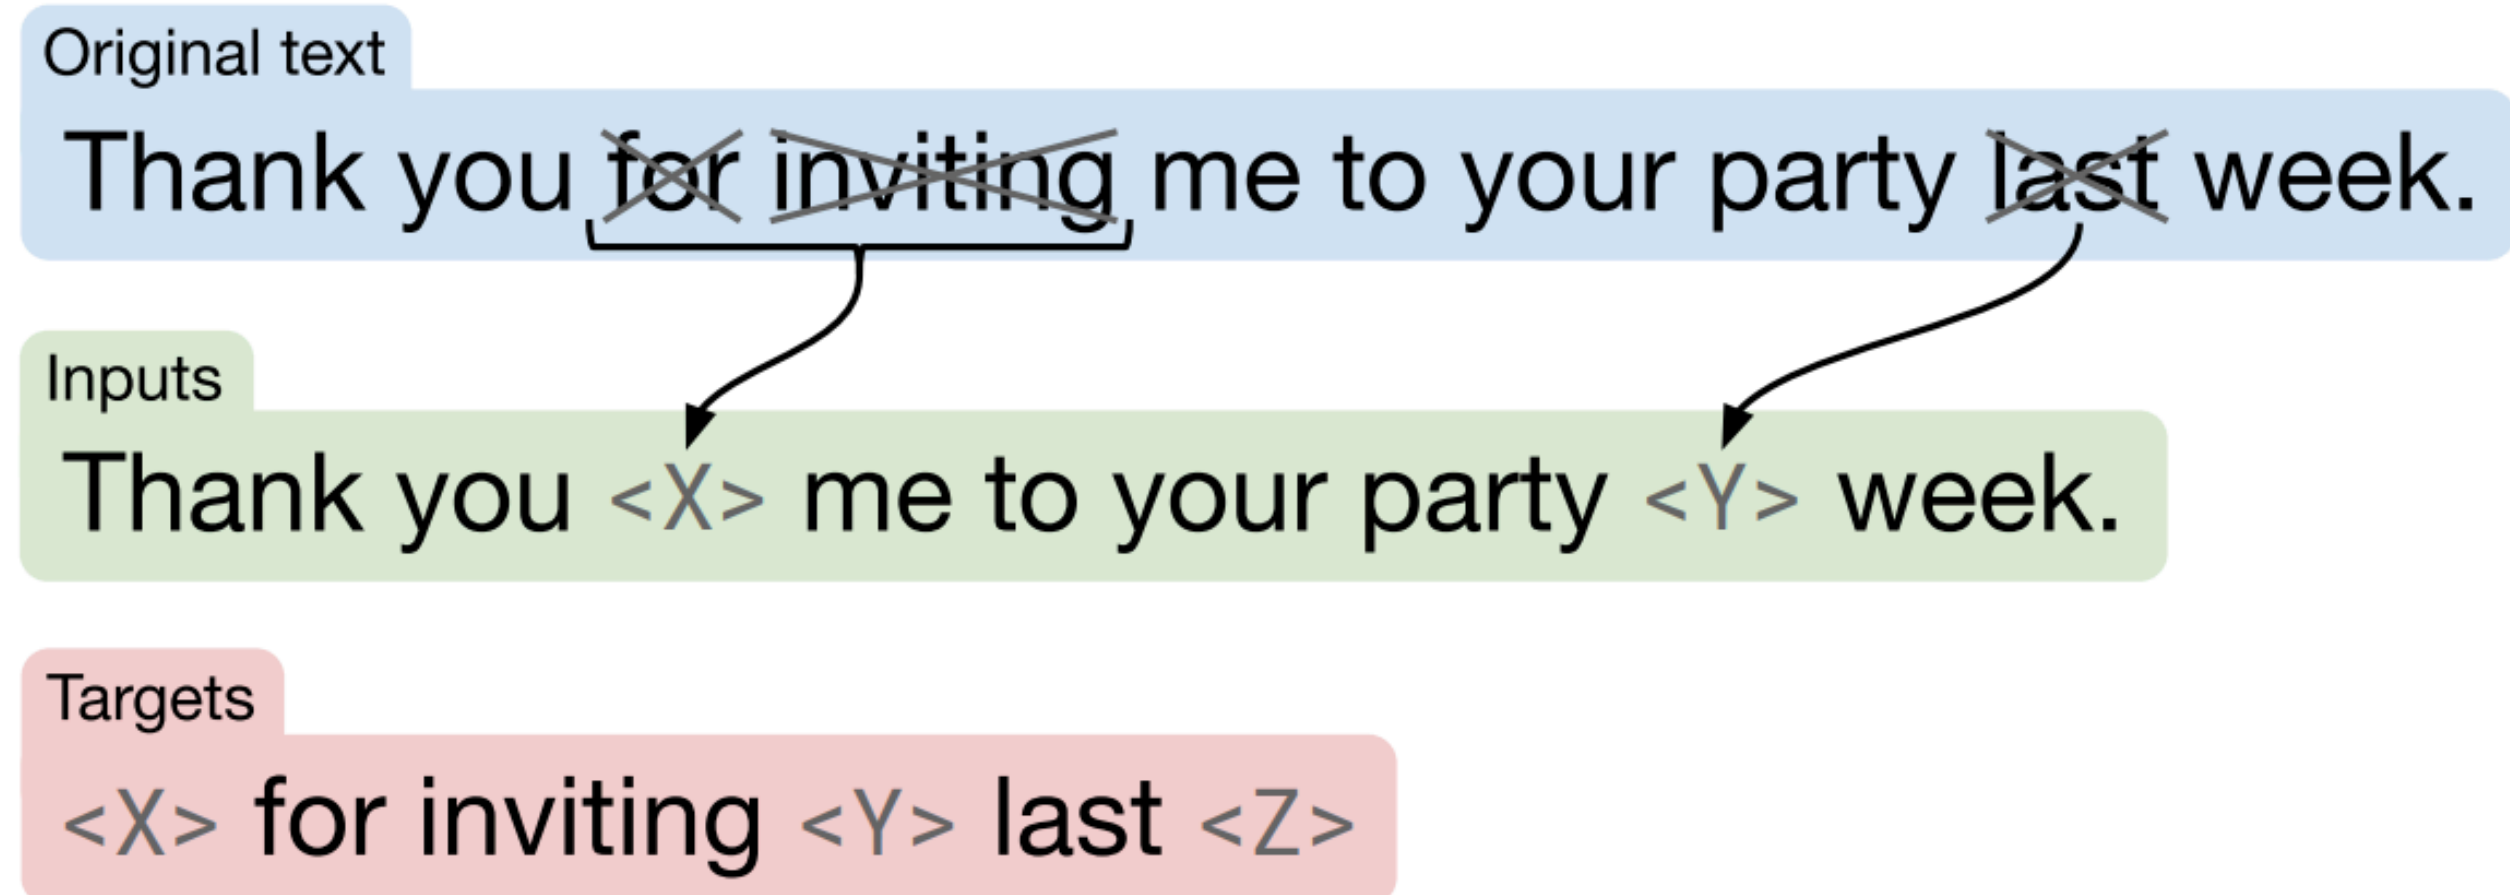 Original text
Thank you for inviting me to your party last week.
Inputs
Thank you <X> me to your party <Y> week.
Targets
<X> for inviting <Y> last <Z>